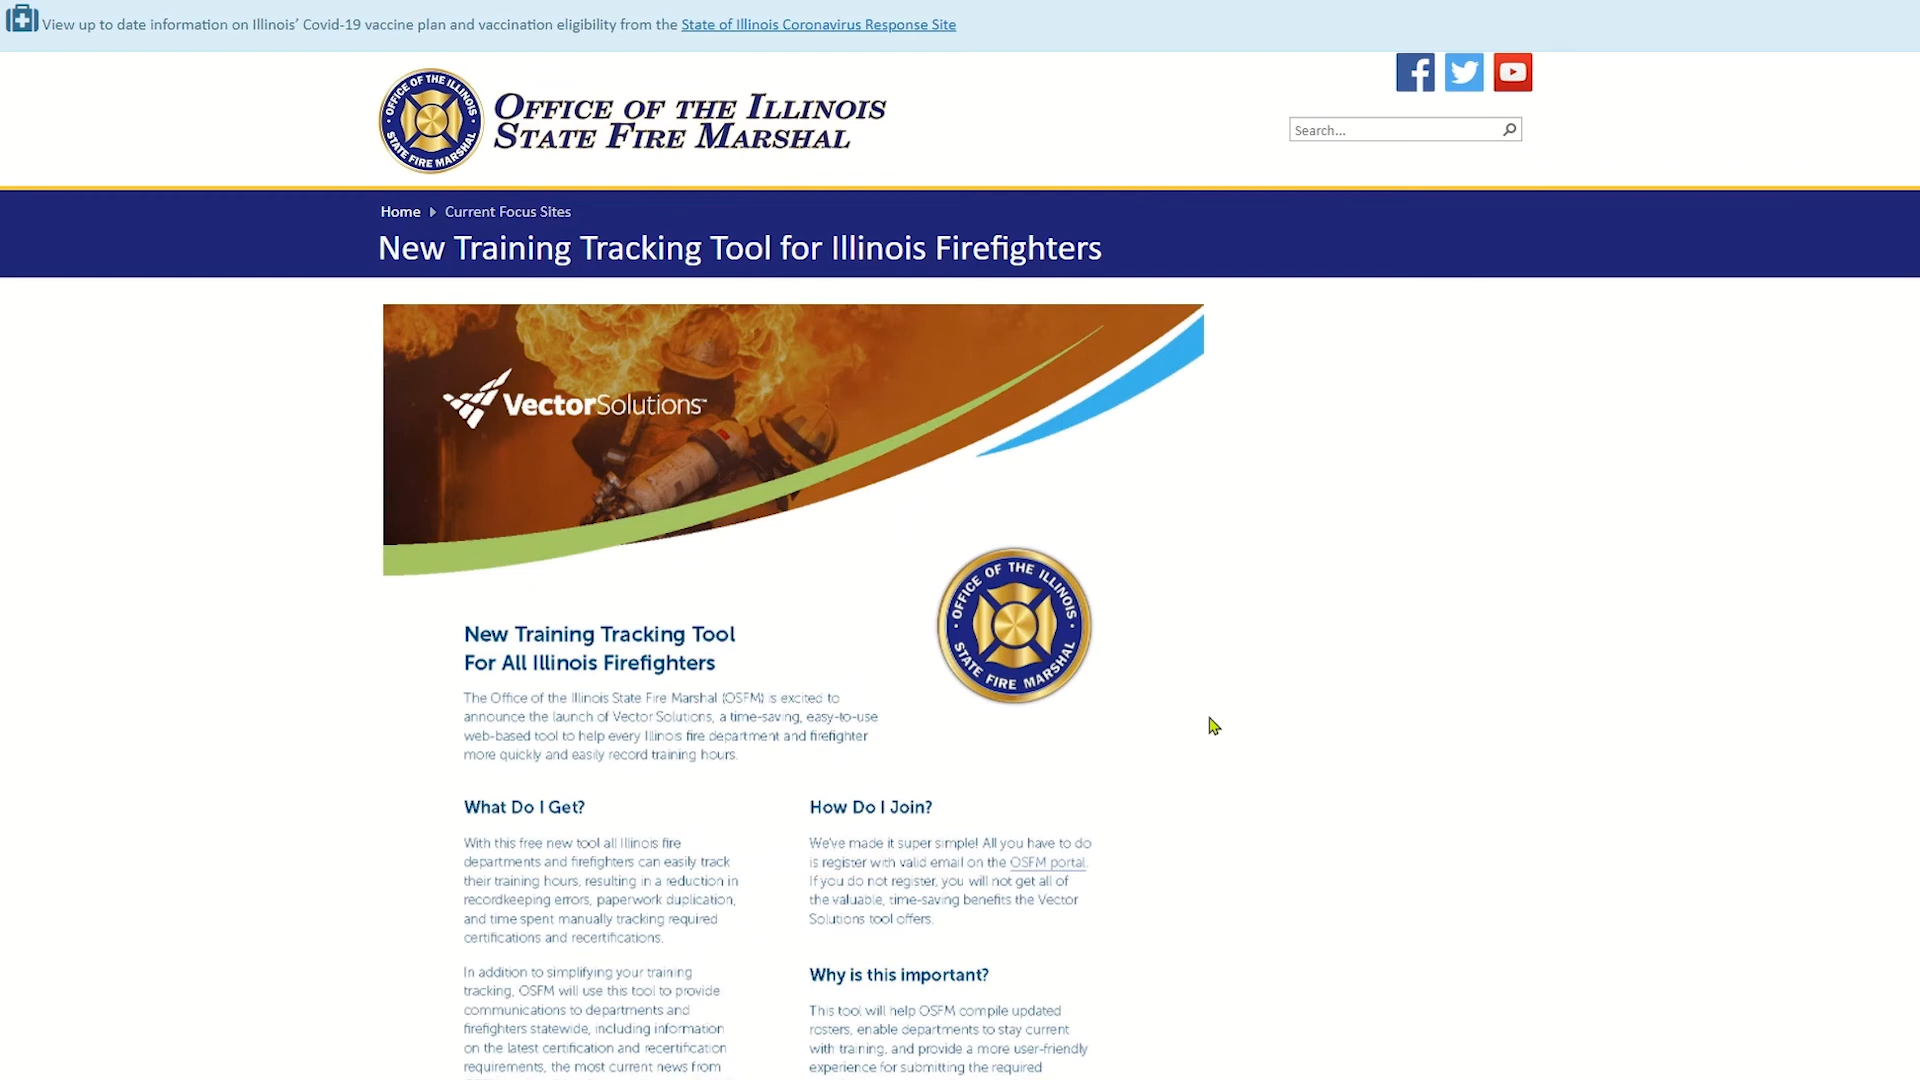 View up to date information on Illinois’ Covid-19 vaccine plan and vaccination eligibility from the State of Illinois Coronavirus Response Site
OFFICE OF THE ILLINOIS
STATE FIRE MARSHAL
OFFICE OF THE ILLINOIS
STATE FIRE MARSHAL
Search...
Home Current Focus Sites
New Training Tracking Tool for Illinois Firefighters
VectorSolutions™
OFFICE OF THE ILLINOIS
STATE FIRE MARSHAL
New Training Tracking Tool
For All Illinois Firefighters
The Office of the Illinois State Fire Marshal (OSFM) is excited to
announce the launch of Vector Solutions, a time-saving, easy-to-use
web-based tool to help every Illinois fire department and firefighter
more quickly and easily record training hours.
What Do I Get?
With this free new tool all Illinois fire
departments and firefighters can easily track
their training hours, resulting in a reduction in
recordkeeping errors, paperwork duplication,
and time spent manually tracking required
certifications and recertifications.
In addition to simplifying your training
tracking, OSFM will use this tool to provide
communications to departments and
firefighters statewide, including information
on the latest certification and recertification
requirements, the most current news from
How Do I Join?
We've made it super simple! All you have to do
is register with valid email on the OSFM portal.
If you do not register, you will not get all of
the valuable, time-saving benefits the Vector
Solutions tool offers.
Why is this important?
This tool will help OSFM compile updated
rosters, enable departments to stay current
with training, and provide a more user-friendly
experience for submitting the required